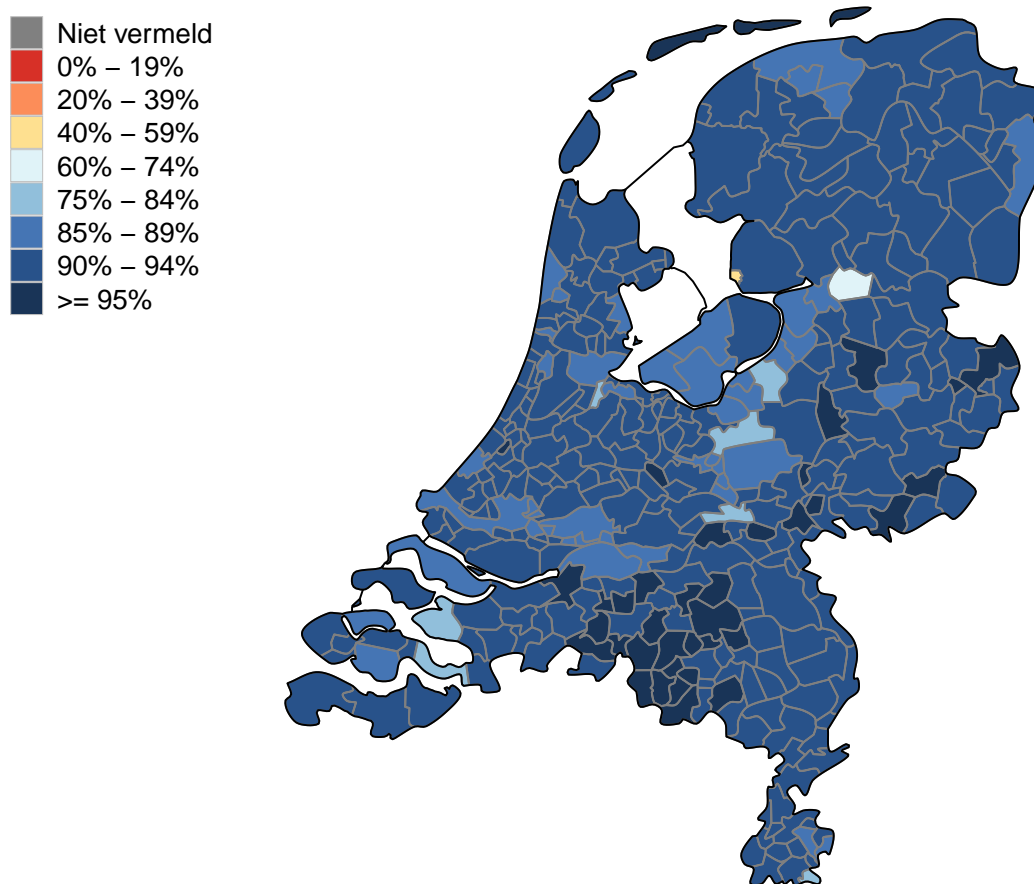 Niet vermeld
0% – 19%
20% – 39%
40% – 59%
60% – 74%
75% – 84%
85% – 89%
90% – 94%
>= 95%